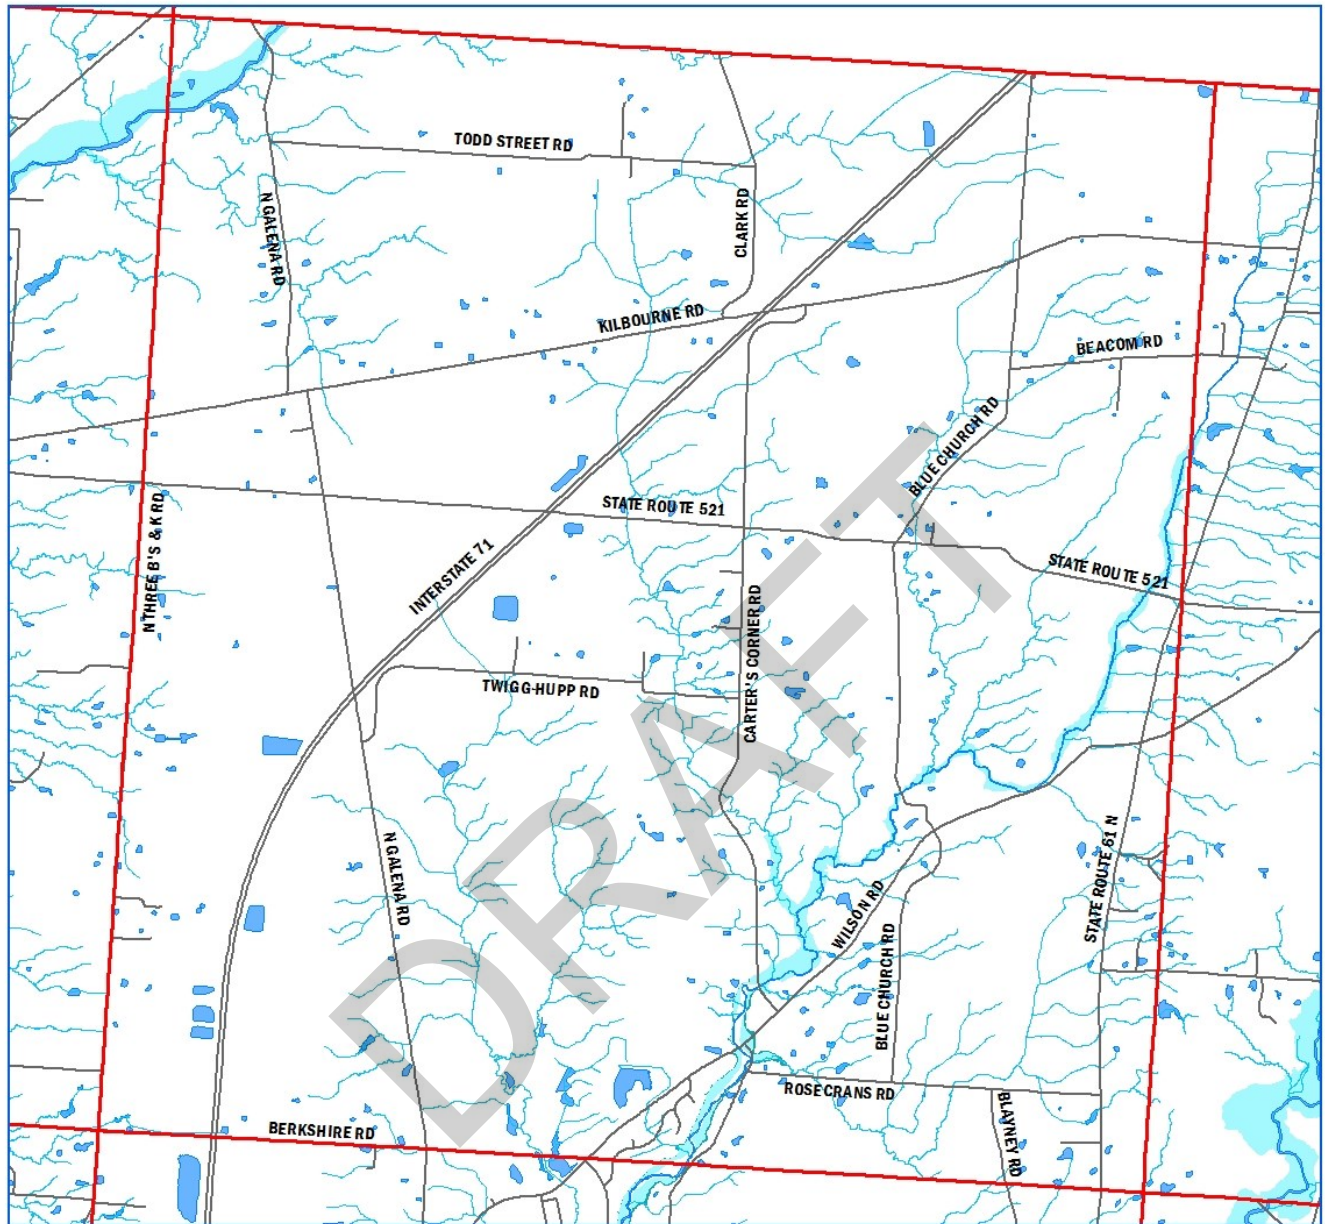 TODD STREET RD
N GALENA RD
CLARK RD
KILBOURNE RD
BEACOM RD
BLUE CHURCH RD
N THREE B'S & K RD
STATE ROUTE 521
INTERSTATE 71
STATE ROUTE 521
CARTER'S CORNER RD
TWIGG-HUPP RD
DRAFT
N GALENA RD
STATE ROUTE 61 N
WILSON RD
BLUE CHURCH RD
ROSECRANS RD
BLAYNEY RD
BERKSHIRE RD